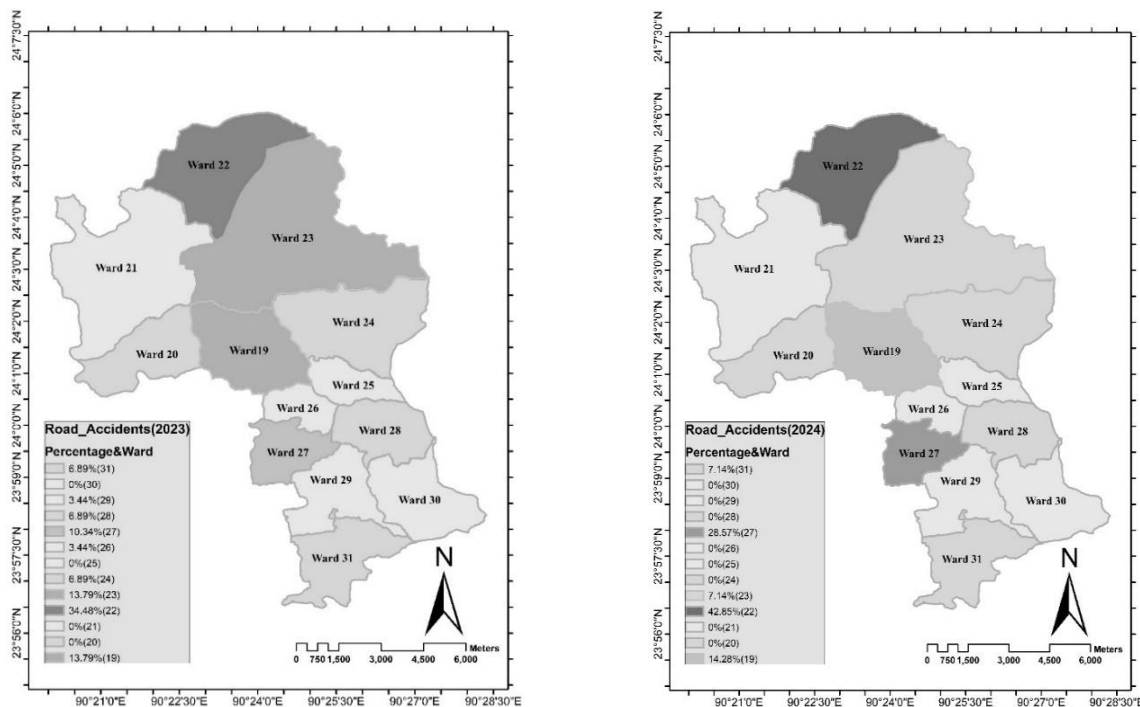 24°7'30"N
24°6'0"N
24°5'0"N
24°4'0"N
24°3'0"N
24°2'0"N
24°1'0"N
24°0'0"N
23°59'0"N
23°57'30"N
23°56'0"N
Ward 22
Ward 23
Ward 21
Ward 24
Ward 20
Ward19
Ward 25
Ward 26
Ward 28
Ward 27
Ward 29
Ward 30
Ward 31
Road_Accidents(2023)
Percentage&Ward
6.89%(31)
0%(30)
3.44%(29)
6.89%(28)
10.34%(27)
3.44%(26)
0%(25)
6.89%(24)
13.79%(23)
34.48%(22)
0%(21)
0%(20)
13.79%(19)
N
Meters
0 750 1,500 3,000 4,500 6,000
90°21'0"E 90°22'30"E 90°24'0"E 90°25'30"E 90°27'0"E 90°28'30"E
24°7'30"N
24°6'0"N
24°5'0"N
24°4'0"N
24°3'0"N
24°2'0"N
24°1'0"N
24°0'0"N
23°59'0"N
23°57'30"N
23°56'0"N
Ward 22
Ward 23
Ward 21
Ward 24
Ward 20
Ward19
Ward 25
Ward 26
Ward 28
Ward 27
Ward 29
Ward 30
Ward 31
Road_Accidents(2024)
Percentage&Ward
7.14%(31)
0%(30)
0%(29)
0%(28)
28.57%(27)
0%(26)
0%(25)
0%(24)
7.14%(23)
42.85%(22)
0%(21)
0%(20)
14.28%(19)
N
Meters
0 750 1,500 3,000 4,500 6,000
90°21'0"E 90°22'30"E 90°24'0"E 90°25'30"E 90°27'0"E 90°28'30"E